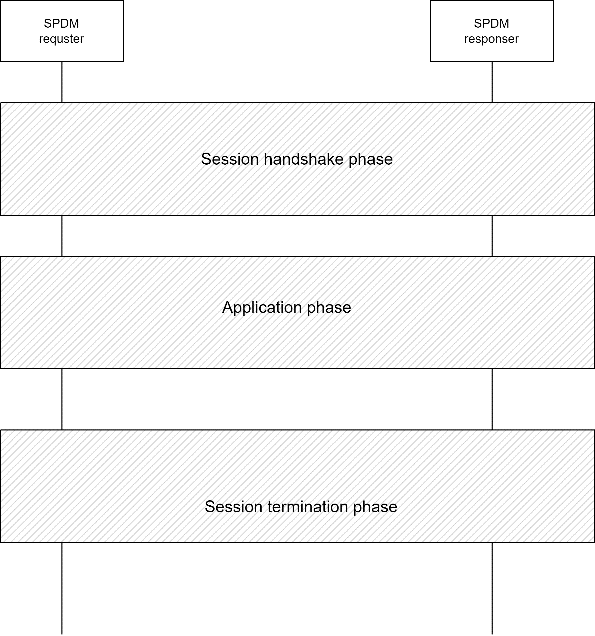 SPDM
requster
SPDM
responser
Session handshake phase
Application phase
Session termination phase